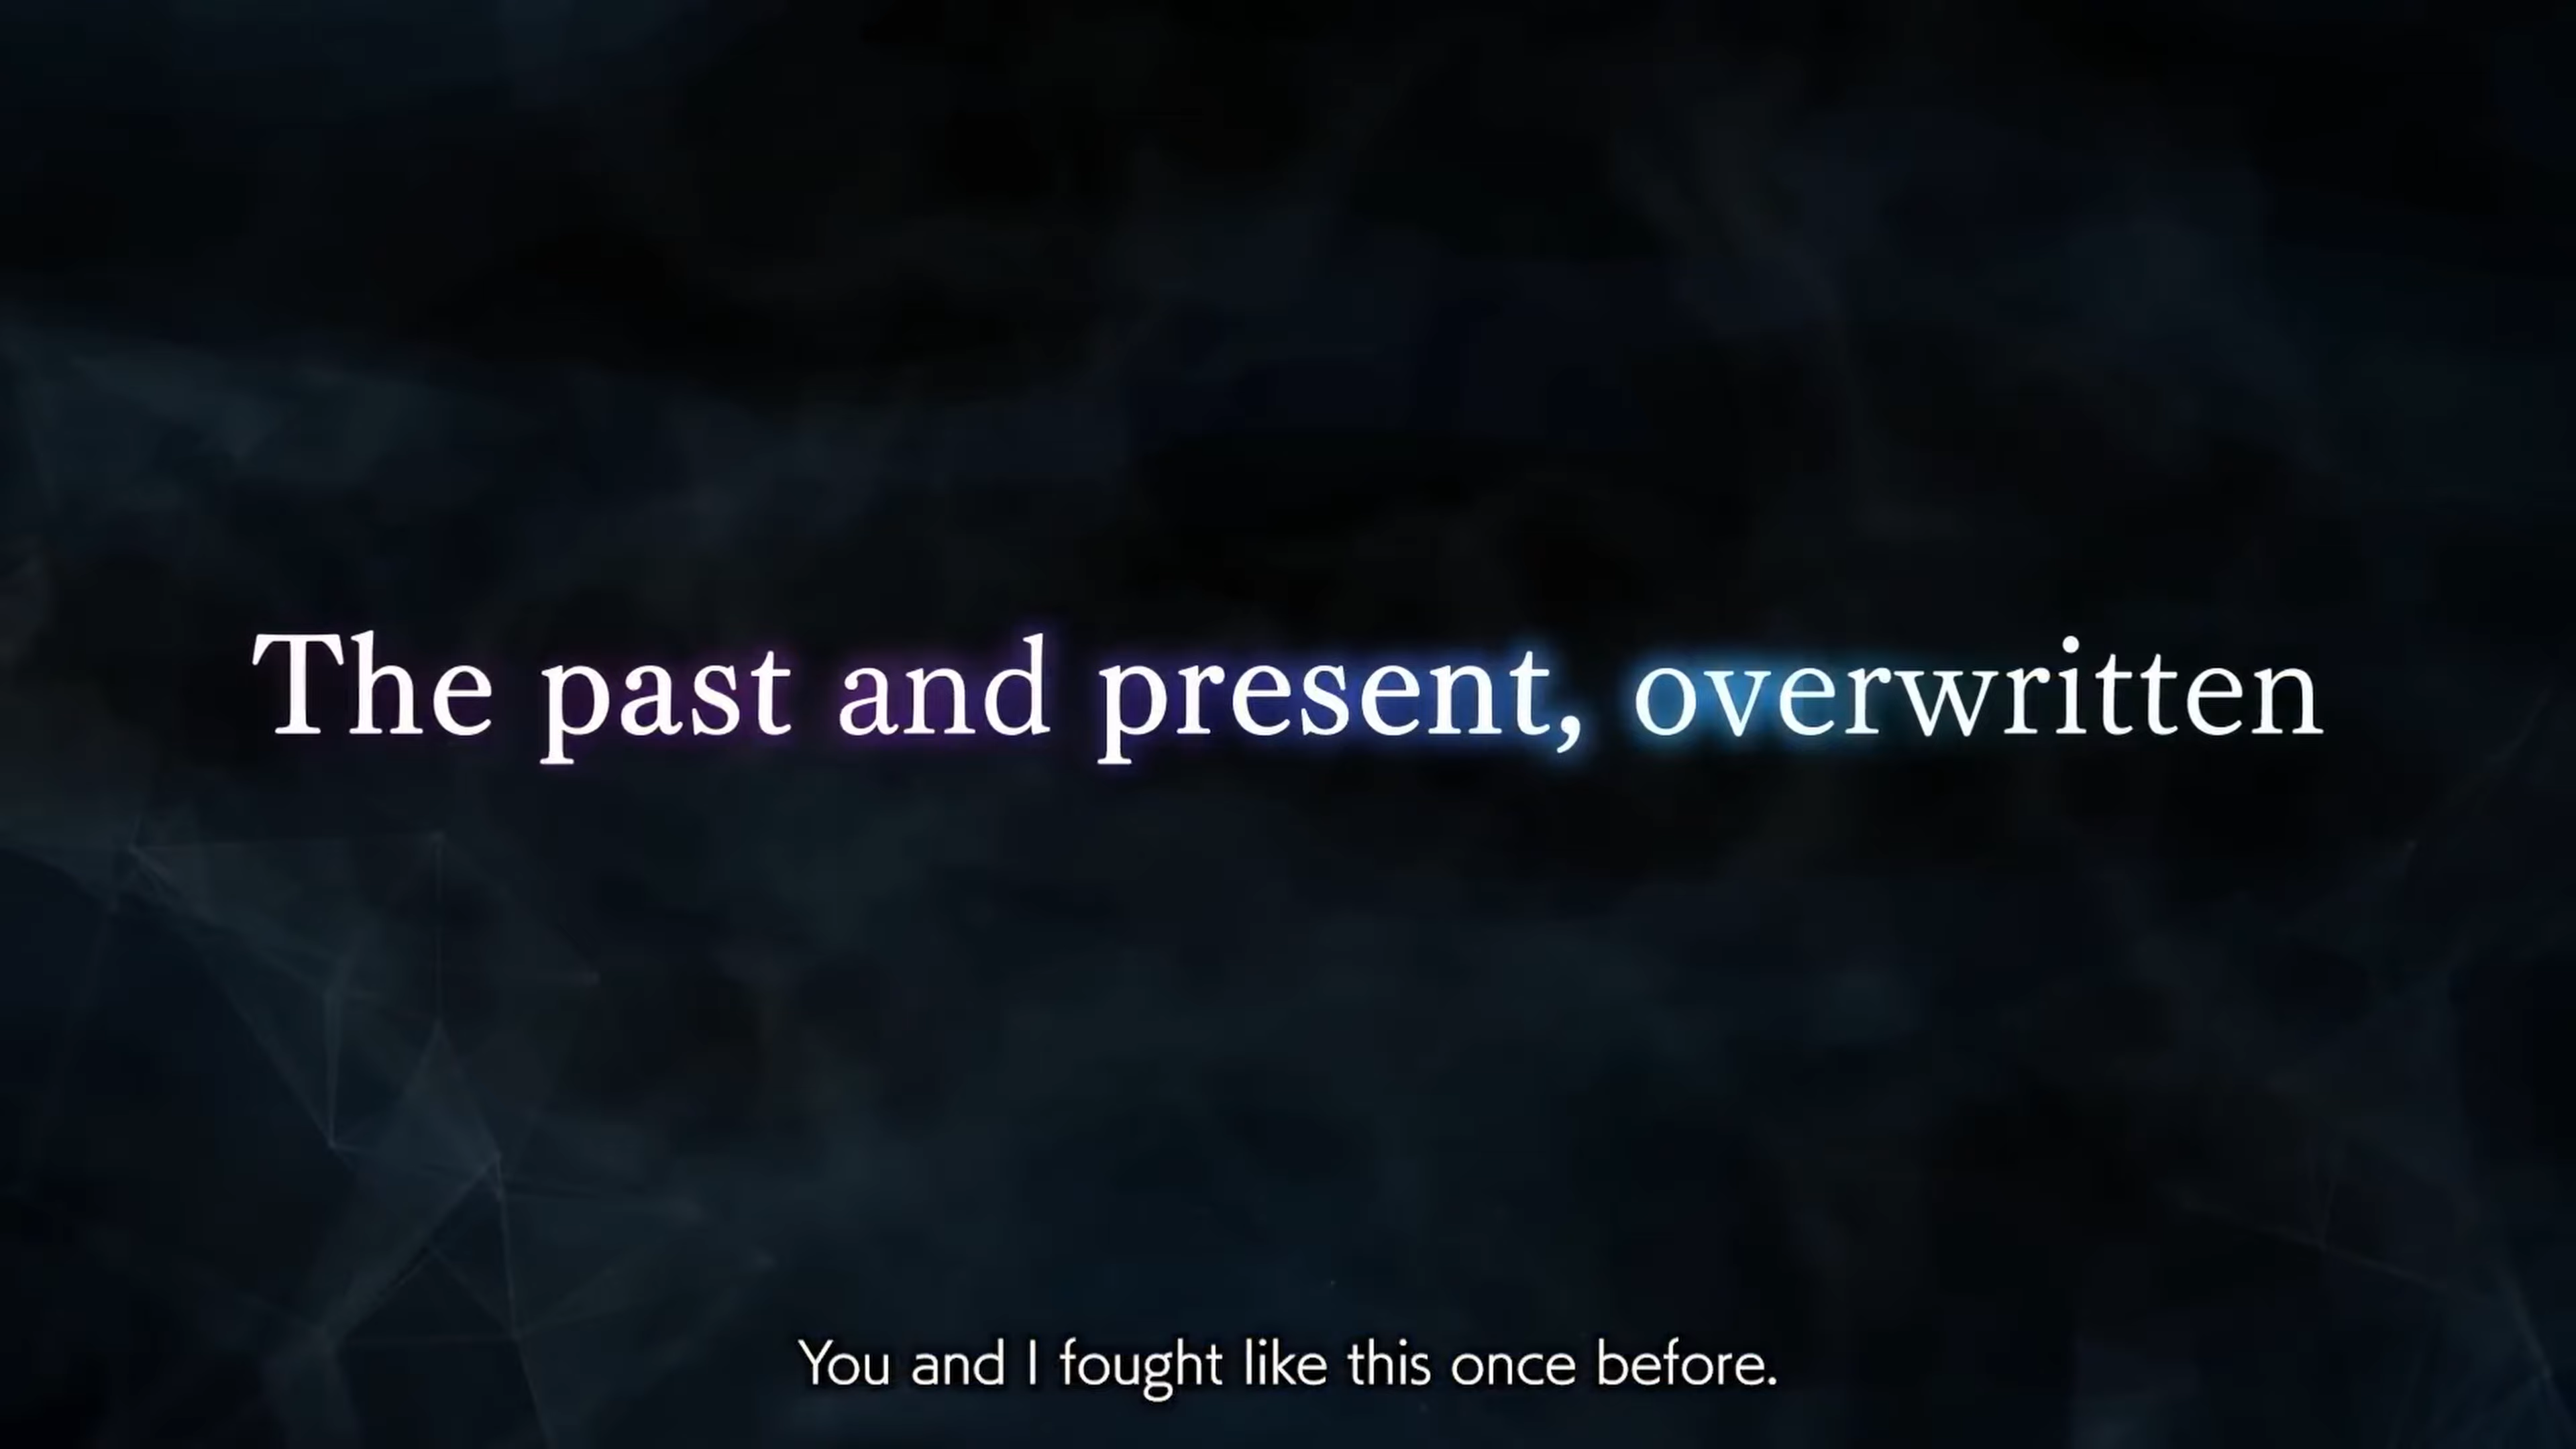 The past and present, overwritten
You and I fought like this once before.